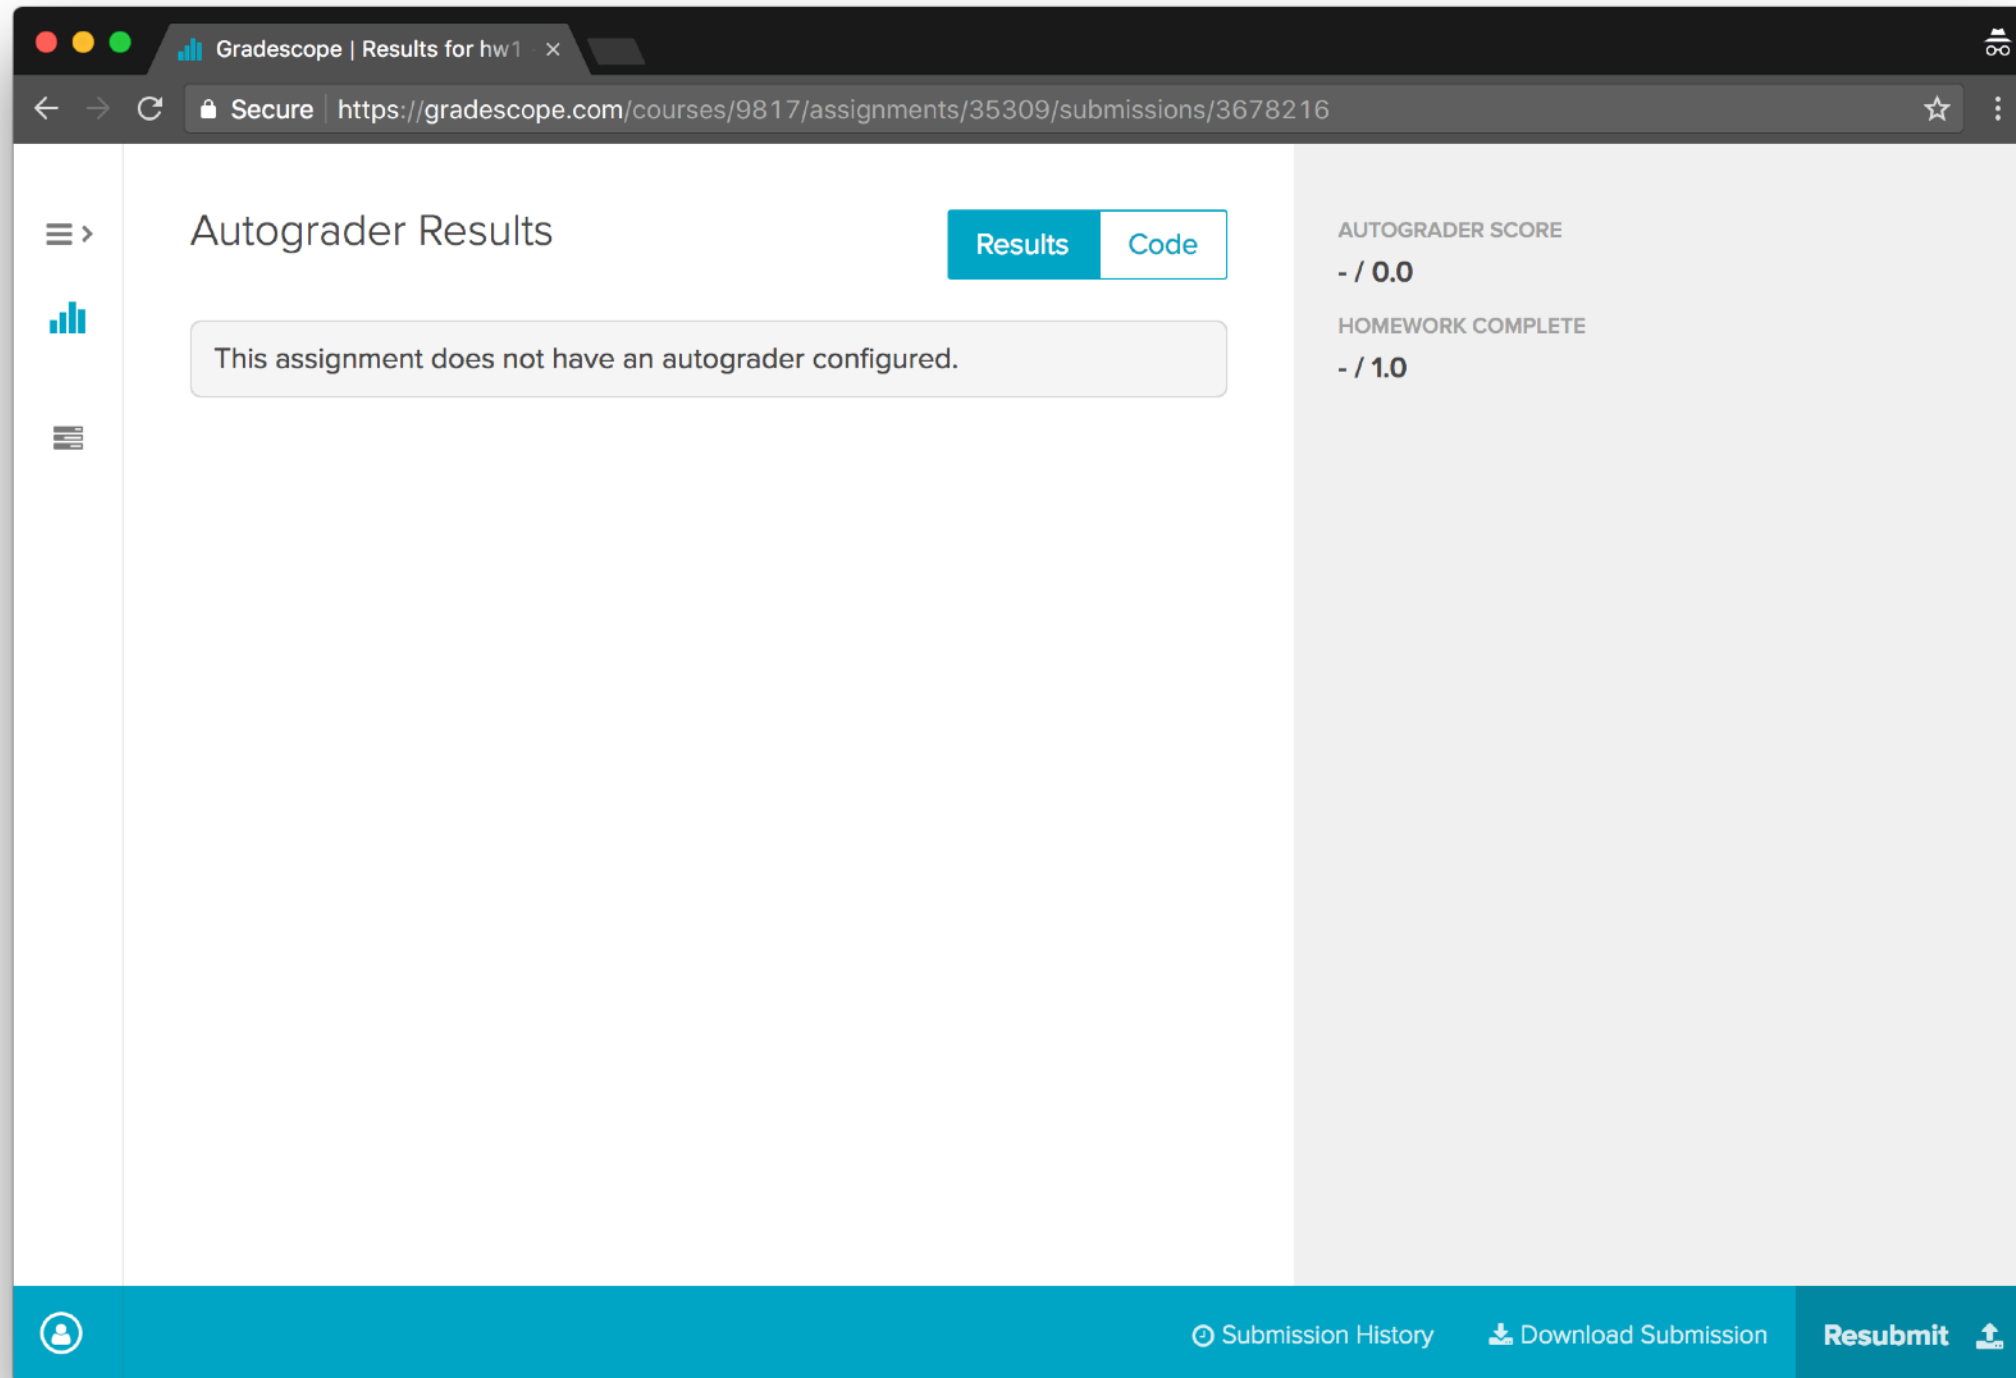 Gradescope | Results for hw1
Secure | https://gradescope.com/courses/9817/assignments/35309/submissions/3678216
Autograder Results
Results
Code
This assignment does not have an autograder configured.
AUTOGRADER SCORE
- / 0.0
HOMEWORK COMPLETE
- / 1.0
Submission History
Download Submission
Resubmit